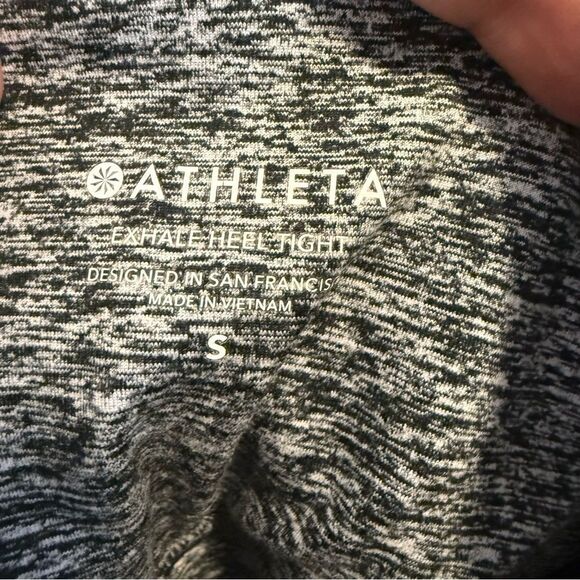 ATHLETA
EXHALE HEEL TIGHT
DESIGNED IN SAN FRANCIS
MADE IN VIETNAM
S